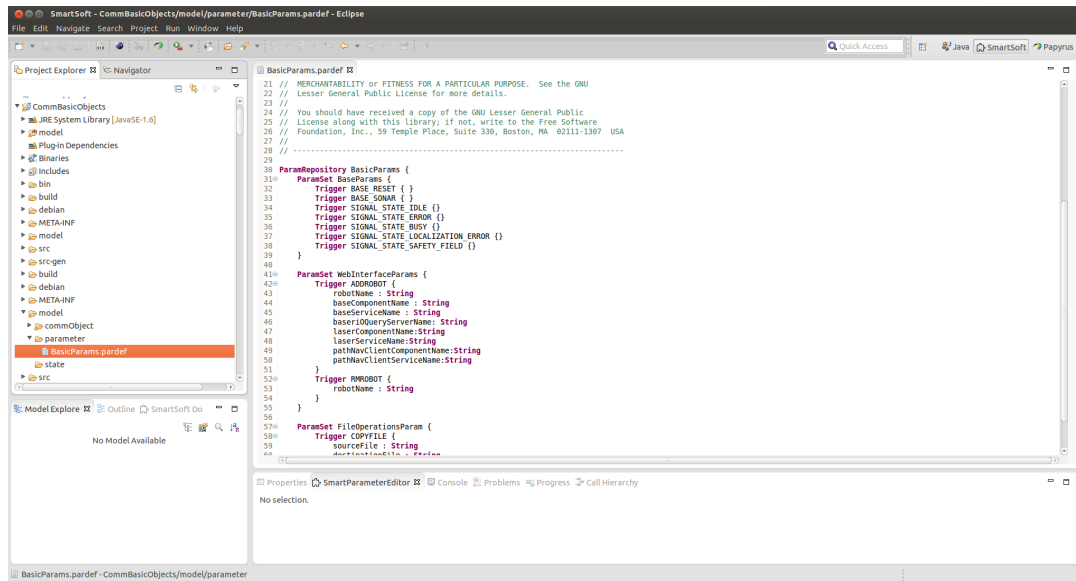 SmartSoft - CommBasicObjects/model/parameter/BasicParams.pardef - Eclipse
File Edit Navigate Search Project Run Window Help
Quick Access Java SmartSoft Papyrus
Project Explorer Navigator
CommBasicObjects
JRE System Library [JavaSE-1.6]
model
Plug-in Dependencies
Binaries
Includes
bin
build
debian
META-INF
model
src
src-gen
build
debian
META-INF
model
commObject
parameter
BasicParams.pardef
state
src
Model Explore Outline SmartSoft Do
No Model Available
BasicParams.pardef
21 // MERCHANTABILITY or FITNESS FOR A PARTICULAR PURPOSE. See the GNU
22 // Lesser General Public License for more details.
23 //
24 // You should have received a copy of the GNU Lesser General Public
25 // License along with this library; if not, write to the Free Software
26 // Foundation, Inc., 59 Temple Place, Suite 330, Boston, MA 02111-1307 USA
27 //
28 // --------------------------------------------------------------------------
29
30 ParamRepository BasicParams {
31 ParamSet BaseParams {
32 Trigger BASE_RESET { }
33 Trigger BASE_SONAR { }
34 Trigger SIGNAL_STATE_IDLE {}
35 Trigger SIGNAL_STATE_ERROR {}
36 Trigger SIGNAL_STATE_BUSY {}
37 Trigger SIGNAL_STATE_LOCALIZATION_ERROR {}
38 Trigger SIGNAL_STATE_SAFETY_FIELD {}
39 }
40
41 ParamSet WebInterfaceParams {
42 Trigger ADDROBOT {
43 robotName : String
44 baseComponentName : String
45 baseServiceName : String
46 baseriOQueryServerName: String
47 laserComponentName:String
48 laserServiceName:String
49 pathNavClientComponentName:String
50 pathNavClientServiceName:String
51 }
52 Trigger RMROBOT {
53 robotName : String
54 }
55 }
56
57 ParamSet FileOperationsParam {
58 Trigger COPYFILE {
59 sourceFile : String
60 destinationFile : String
Properties SmartParameterEditor Console Problems Progress Call Hierarchy
No selection.
BasicParams.pardef - CommBasicObjects/model/parameter